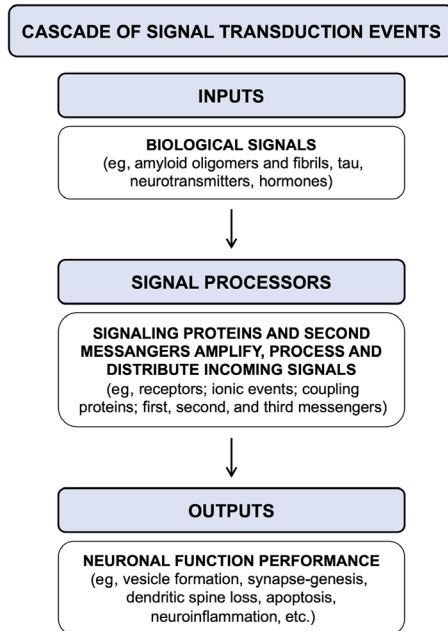 CASCADE OF SIGNAL TRANSDUCTION EVENTS
INPUTS
BIOLOGICAL SIGNALS
(eg, amyloid oligomers and fibrils, tau,
neurotransmitters, hormones)
SIGNAL PROCESSORS
SIGNALING PROTEINS AND SECOND
MESSANGERS AMPLIFY, PROCESS AND
DISTRIBUTE INCOMING SIGNALS
(eg, receptors; ionic events; coupling
proteins; first, second, and third messengers)
OUTPUTS
NEURONAL FUNCTION PERFORMANCE
(eg, vesicle formation, synapse-genesis,
dendritic spine loss, apoptosis,
neuroinflammation, etc.)